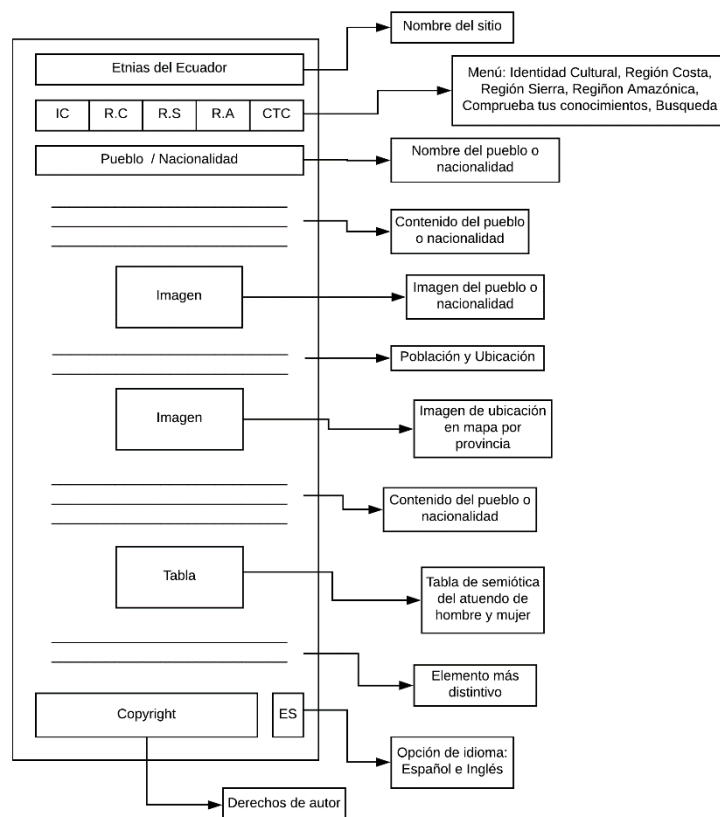 Nombre del sitio
Etnias del Ecuador
Menú: Identidad Cultural, Región Costa,
Región Sierra, Regiñon Amazónica,
Comprueba tus conocimientos, Busqueda
IC R.C R.S R.A CTC
Pueblo / Nacionalidad
Nombre del pueblo o
nacionalidad
Contenido del pueblo
o nacionalidad
Imagen
Imagen del pueblo o
nacionalidad
Población y Ubicación
Imagen
Imagen de ubicación
en mapa por
provincia
Contenido del pueblo o
nacionalidad
Tabla
Tabla de semiótica
del atuendo de
hombre y mujer
Elemento más
distintivo
Copyright
ES
Opción de idioma:
Español e Inglés
Derechos de autor